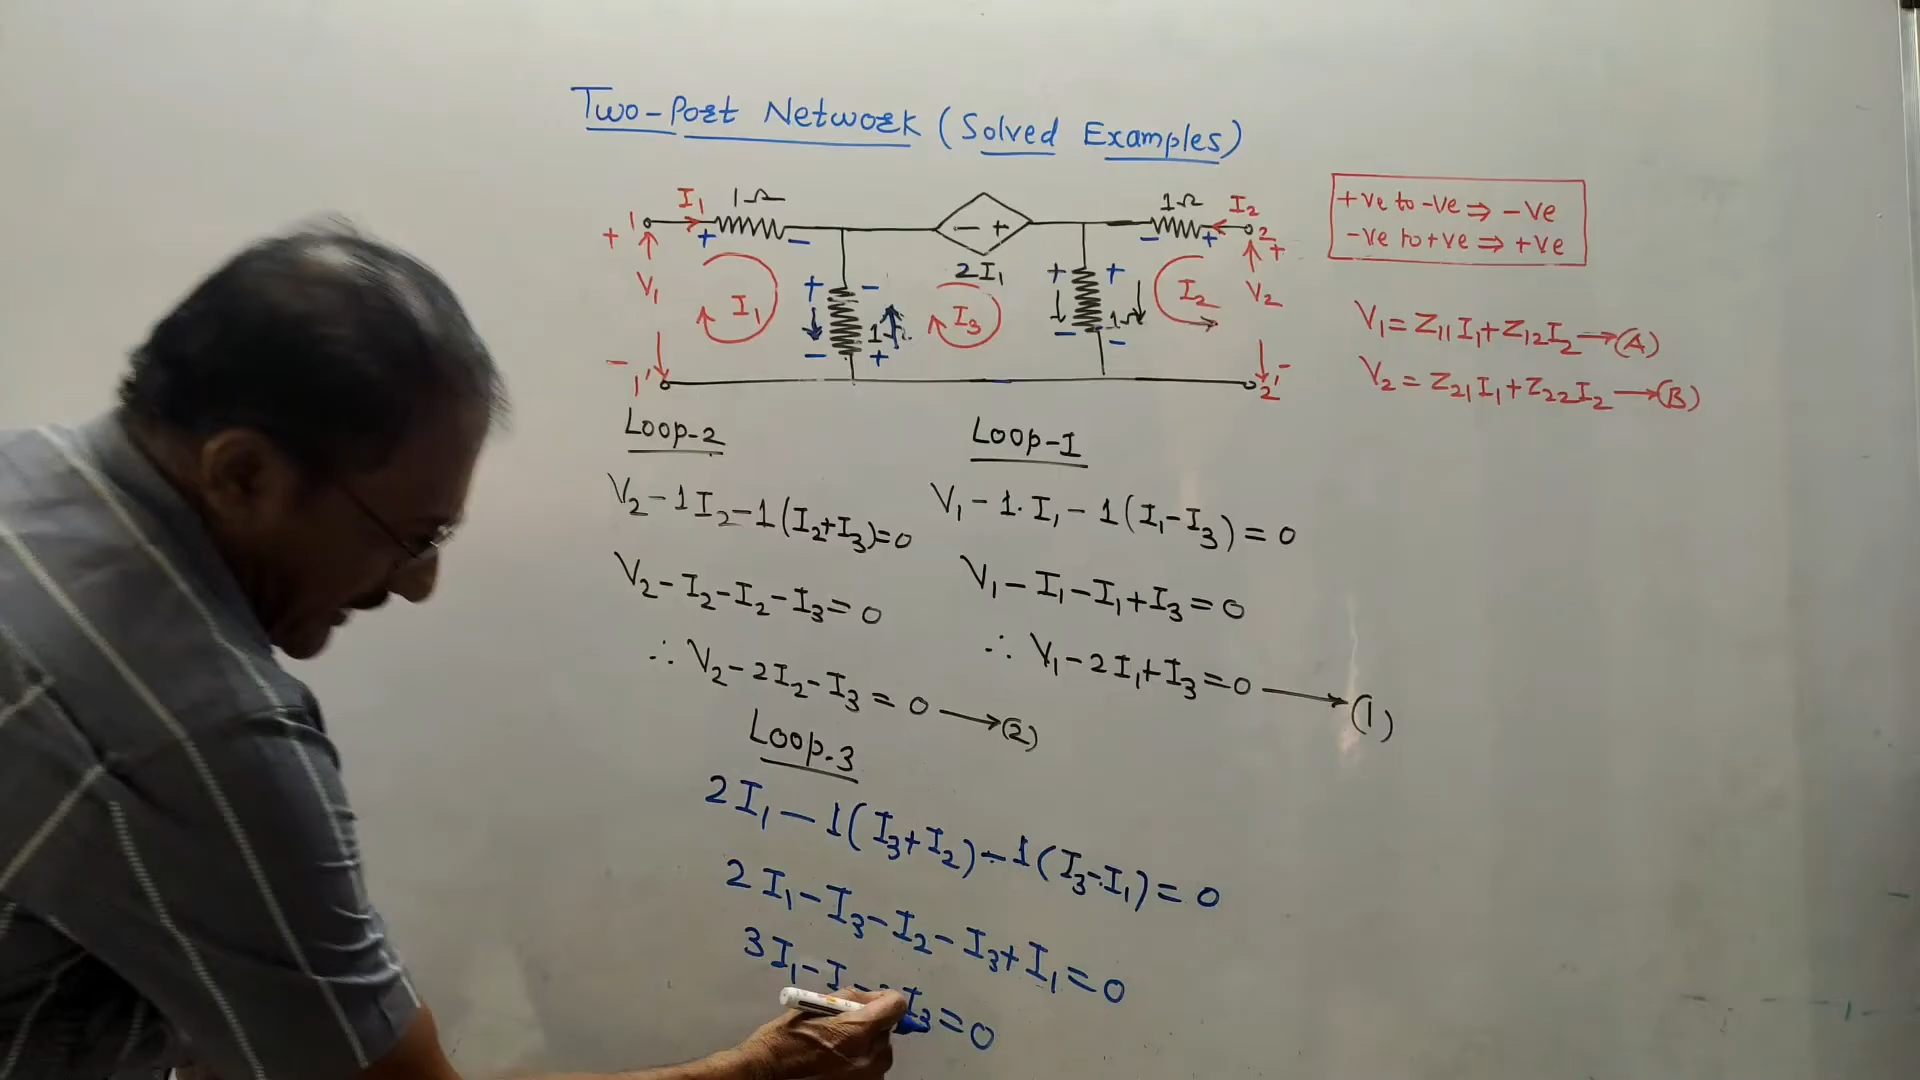 Two-Port Network (Solved Examples)
I1 1Ω 1Ω I2
+ 1 + - - + - + 2 +
2I1
V1 I1 + - I3 + + I2 V2
1Ω 1Ω
- 1' - + - - 2' -
+ve to -ve ⇒ -ve
-ve to +ve ⇒ +ve
V1 = Z11 I1 + Z12 I2 → (A)
V2 = Z21 I1 + Z22 I2 → (B)
Loop-2
V2 - 1 I2 - 1(I2+I3) = 0
V2 - I2 - I2 - I3 = 0
∴ V2 - 2I2 - I3 = 0 → (2)
Loop-I
V1 - 1. I1 - 1(I1-I3) = 0
V1 - I1 - I1 + I3 = 0
∴ V1 - 2I1 + I3 = 0 → (1)
Loop-3
2I1 - 1(I3+I2) - 1(I3-I1) = 0
2I1 - I3 - I2 - I3 + I1 = 0
3I1 - I I3 = 0